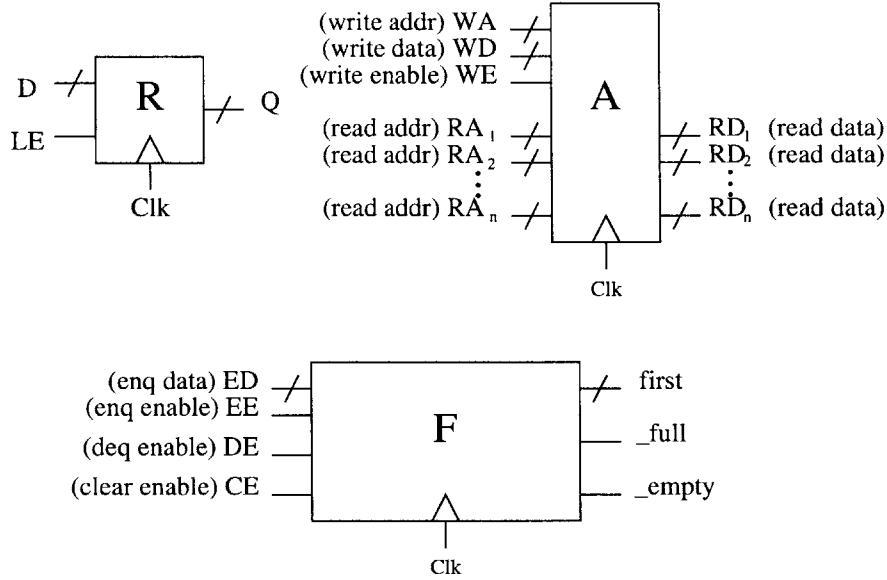 D
LE
R
Q
Clk
(write addr) WA
(write data) WD
(write enable) WE
(read addr) RA1
(read addr) RA2
(read addr) RAn
A
RD1 (read data)
RD2 (read data)
RDn (read data)
Clk
(enq data) ED
(enq enable) EE
(deq enable) DE
(clear enable) CE
F
first
_full
_empty
Clk